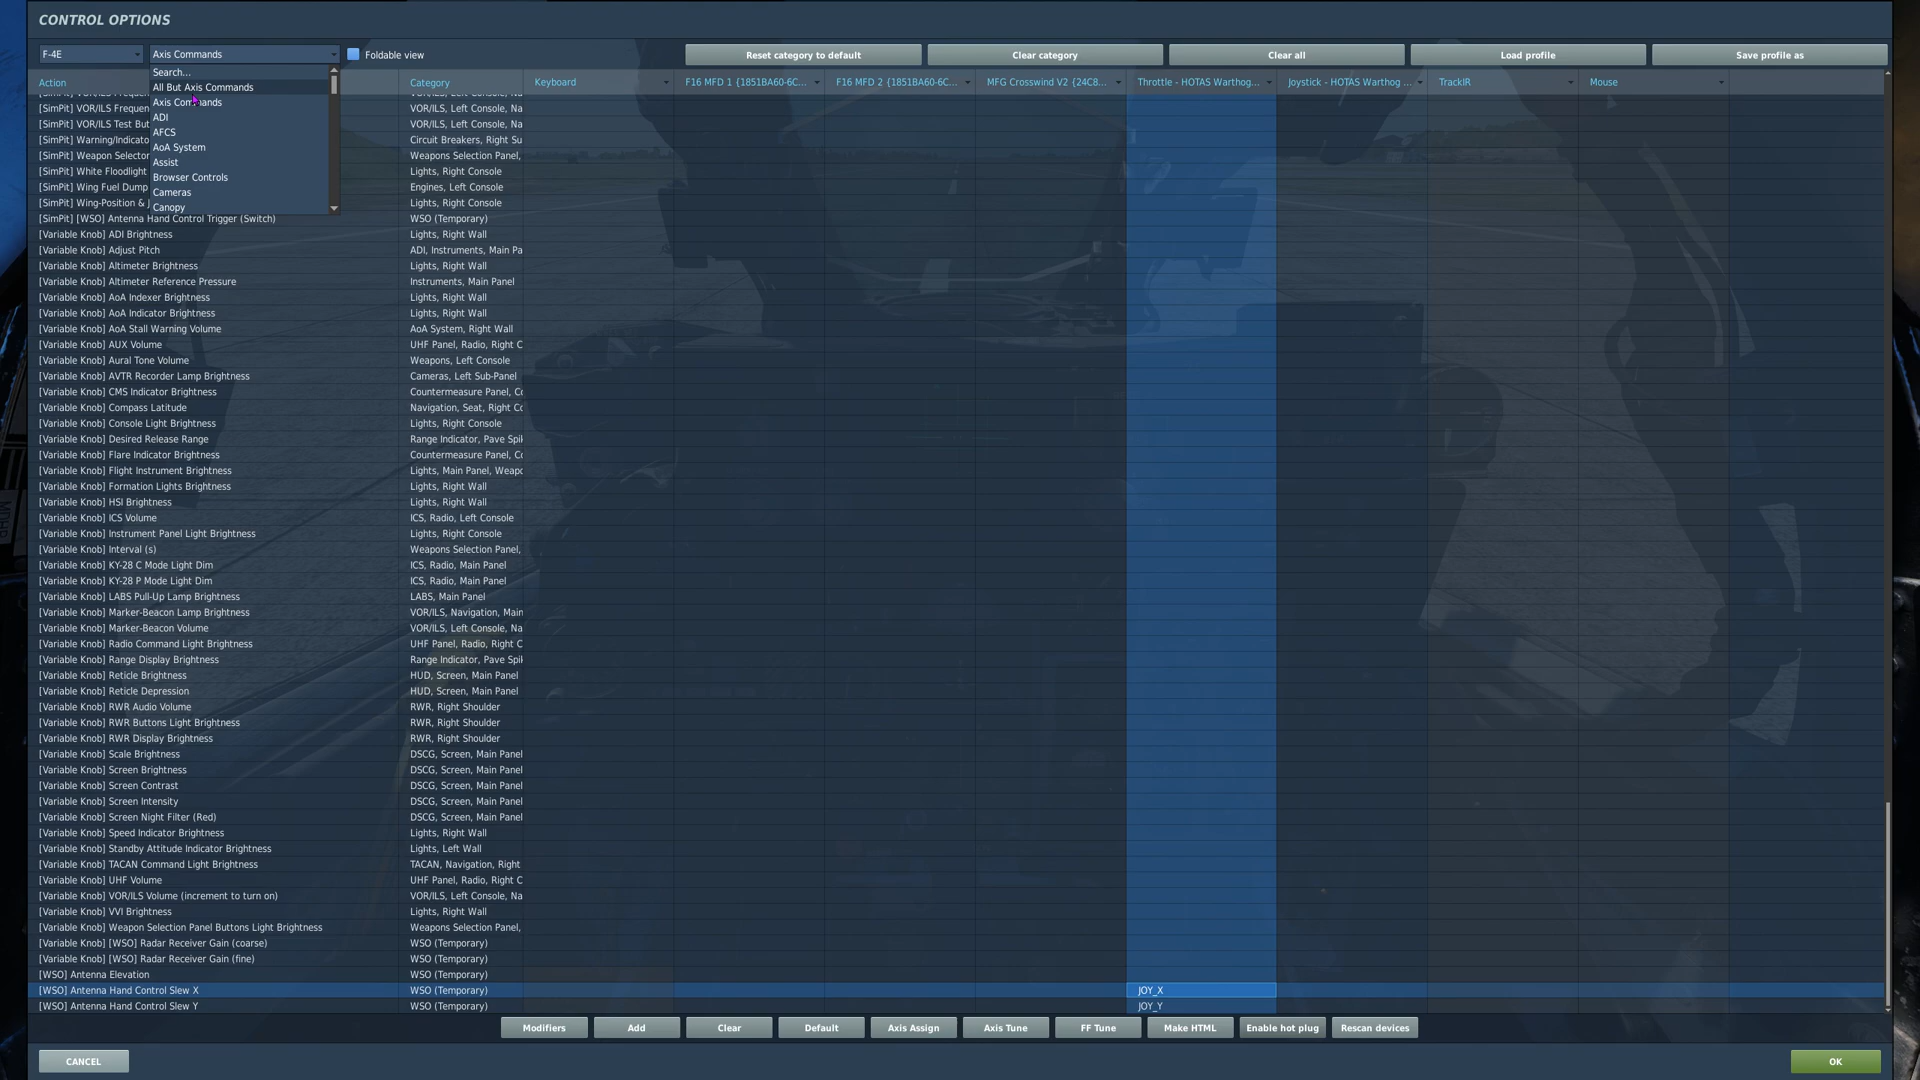 CONTROL OPTIONS
F-4E Axis Commands Foldable view Reset category to default Clear category Clear all Load profile Save profile as
Search...
All But Axis Commands
Axis Commands
ADI
AFCS
AoA System
Assist
Browser Controls
Cameras
Canopy
Action Category Keyboard F16 MFD 1 {1851BA60-6C... F16 MFD 2 {1851BA60-6C... MFG Crosswind V2 {24C8... Throttle - HOTAS Warthog... Joystick - HOTAS Warthog ... TrackIR Mouse
[SimPit] VOR/ILS Frequen VOR/ILS, Left Console, Na
[SimPit] VOR/ILS Test But VOR/ILS, Left Console, Na
[SimPit] Warning/Indicato Circuit Breakers, Right Su
[SimPit] Weapon Selector Weapons Selection Panel,
[SimPit] White Floodlight Lights, Right Console
[SimPit] Wing Fuel Dump Engines, Left Console
[SimPit] Wing-Position & J Lights, Right Console
[SimPit] [WSO] Antenna Hand Control Trigger (Switch) WSO (Temporary)
[Variable Knob] ADI Brightness Lights, Right Wall
[Variable Knob] Adjust Pitch ADI, Instruments, Main Pa
[Variable Knob] Altimeter Brightness Lights, Right Wall
[Variable Knob] Altimeter Reference Pressure Instruments, Main Panel
[Variable Knob] AoA Indexer Brightness Lights, Right Wall
[Variable Knob] AoA Indicator Brightness Lights, Right Wall
[Variable Knob] AoA Stall Warning Volume AoA System, Right Wall
[Variable Knob] AUX Volume UHF Panel, Radio, Right C
[Variable Knob] Aural Tone Volume Weapons, Left Console
[Variable Knob] AVTR Recorder Lamp Brightness Cameras, Left Sub-Panel
[Variable Knob] CMS Indicator Brightness Countermeasure Panel, Co
[Variable Knob] Compass Latitude Navigation, Seat, Right Co
[Variable Knob] Console Light Brightness Lights, Right Console
[Variable Knob] Desired Release Range Range Indicator, Pave Spik
[Variable Knob] Flare Indicator Brightness Countermeasure Panel, Co
[Variable Knob] Flight Instrument Brightness Lights, Main Panel, Weapo
[Variable Knob] Formation Lights Brightness Lights, Right Wall
[Variable Knob] HSI Brightness Lights, Right Wall
[Variable Knob] ICS Volume ICS, Radio, Left Console
[Variable Knob] Instrument Panel Light Brightness Lights, Right Console
[Variable Knob] Interval (s) Weapons Selection Panel,
[Variable Knob] KY-28 C Mode Light Dim ICS, Radio, Main Panel
[Variable Knob] KY-28 P Mode Light Dim ICS, Radio, Main Panel
[Variable Knob] LABS Pull-Up Lamp Brightness LABS, Main Panel
[Variable Knob] Marker-Beacon Lamp Brightness VOR/ILS, Navigation, Main
[Variable Knob] Marker-Beacon Volume VOR/ILS, Left Console, Na
[Variable Knob] Radio Command Light Brightness UHF Panel, Radio, Right C
[Variable Knob] Range Display Brightness Range Indicator, Pave Spik
[Variable Knob] Reticle Brightness HUD, Screen, Main Panel
[Variable Knob] Reticle Depression HUD, Screen, Main Panel
[Variable Knob] RWR Audio Volume RWR, Right Shoulder
[Variable Knob] RWR Buttons Light Brightness RWR, Right Shoulder
[Variable Knob] RWR Display Brightness RWR, Right Shoulder
[Variable Knob] Scale Brightness DSCG, Screen, Main Panel
[Variable Knob] Screen Brightness DSCG, Screen, Main Panel
[Variable Knob] Screen Contrast DSCG, Screen, Main Panel
[Variable Knob] Screen Intensity DSCG, Screen, Main Panel
[Variable Knob] Screen Night Filter (Red) DSCG, Screen, Main Panel
[Variable Knob] Speed Indicator Brightness Lights, Right Wall
[Variable Knob] Standby Attitude Indicator Brightness Lights, Left Wall
[Variable Knob] TACAN Command Light Brightness TACAN, Navigation, Right
[Variable Knob] UHF Volume UHF Panel, Radio, Right C
[Variable Knob] VOR/ILS Volume (increment to turn on) VOR/ILS, Left Console, Na
[Variable Knob] VVI Brightness Lights, Right Wall
[Variable Knob] Weapon Selection Panel Buttons Light Brightness Weapons Selection Panel,
[Variable Knob] [WSO] Radar Receiver Gain (coarse) WSO (Temporary)
[Variable Knob] [WSO] Radar Receiver Gain (fine) WSO (Temporary)
[WSO] Antenna Elevation WSO (Temporary)
[WSO] Antenna Hand Control Slew X WSO (Temporary) JOY_X
[WSO] Antenna Hand Control Slew Y WSO (Temporary) JOY_Y
Modifiers Add Clear Default Axis Assign Axis Tune FF Tune Make HTML Enable hot plug Rescan devices
CANCEL OK